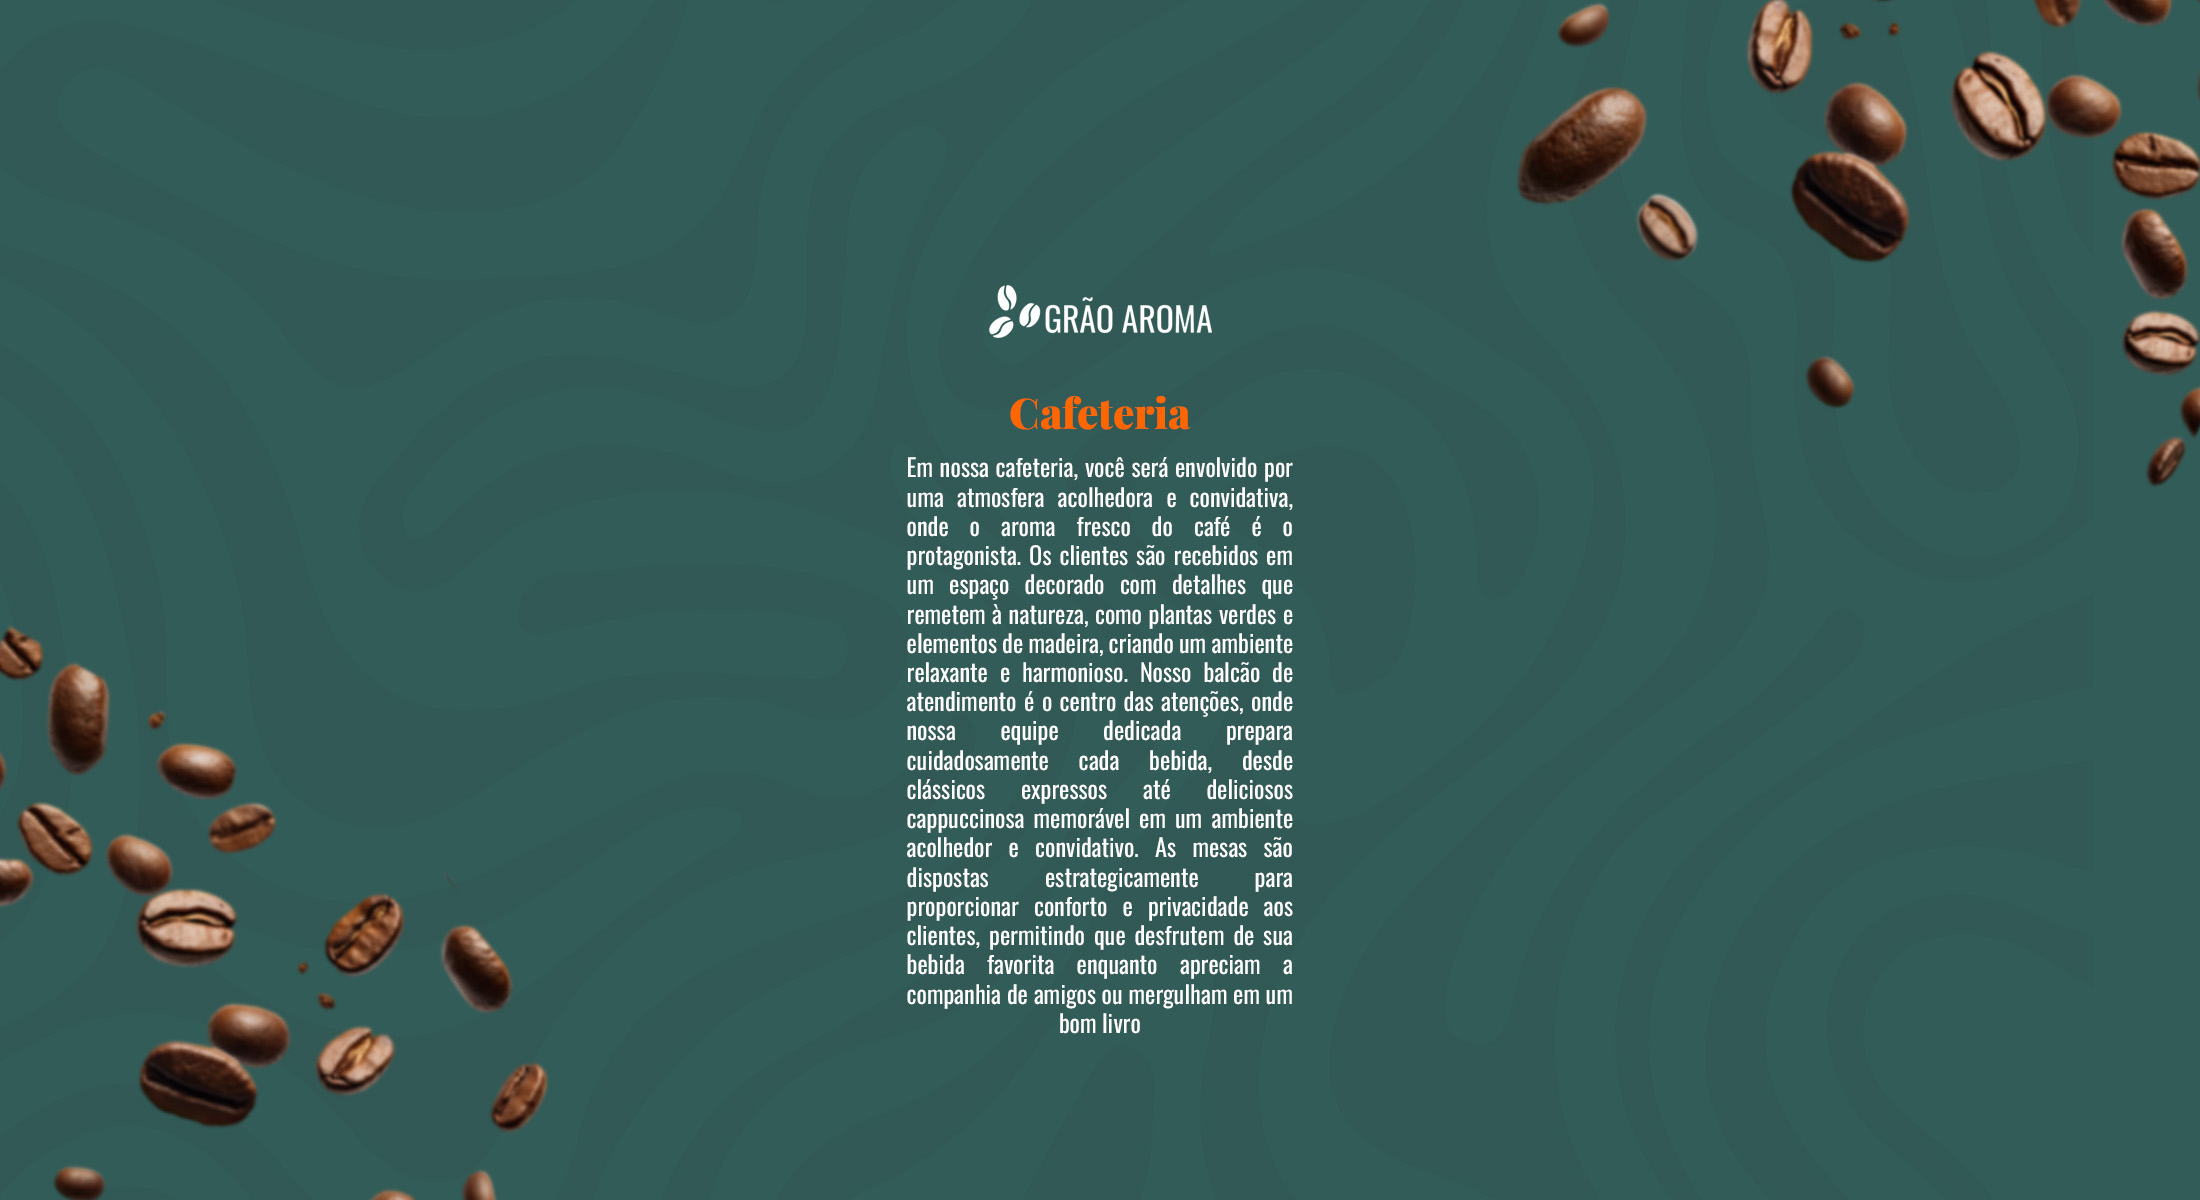 GRÃO AROMA
Cafeteria
Em nossa cafeteria, você será envolvido por
uma atmosfera acolhedora e convidativa,
onde o aroma fresco do café é o
protagonista. Os clientes são recebidos em
um espaço decorado com detalhes que
remetem à natureza, como plantas verdes e
elementos de madeira, criando um ambiente
relaxante e harmonioso. Nosso balcão de
atendimento é o centro das atenções, onde
nossa equipe dedicada prepara
cuidadosamente cada bebida, desde
clássicos expressos até deliciosos
cappuccinosa memorável em um ambiente
acolhedor e convidativo. As mesas são
dispostas estrategicamente para
proporcionar conforto e privacidade aos
clientes, permitindo que desfrutem de sua
bebida favorita enquanto apreciam a
companhia de amigos ou mergulham em um
bom livro